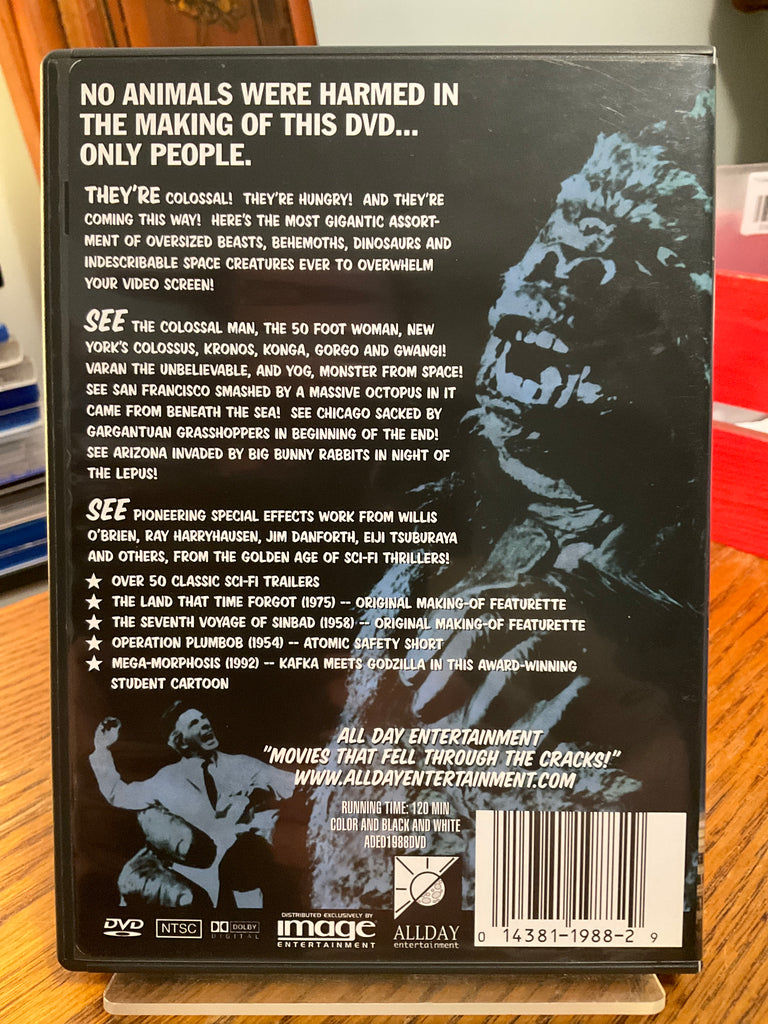 NO ANIMALS WERE HARMED IN
THE MAKING OF THIS DVD...
ONLY PEOPLE.
THEY'RE COLOSSAL! THEY'RE HUNGRY! AND THEY'RE
COMING THIS WAY! HERE'S THE MOST GIGANTIC ASSORT-
MENT OF OVERSIZED BEASTS, BEHEMOTHS, DINOSAURS AND
INDESCRIBABLE SPACE CREATURES EVER TO OVERWHELM
YOUR VIDEO SCREEN!
SEE THE COLOSSAL MAN, THE 50 FOOT WOMAN, NEW
YORK'S COLOSSUS, KRONOS, KONGA, GORGO AND GWANGI!
VARAN THE UNBELIEVABLE, AND YOG, MONSTER FROM SPACE!
SEE SAN FRANCISCO SMASHED BY A MASSIVE OCTOPUS IN IT
CAME FROM BENEATH THE SEA! SEE CHICAGO SACKED BY
GARGANTUAN GRASSHOPPERS IN BEGINNING OF THE END!
SEE ARIZONA INVADED BY BIG BUNNY RABBITS IN NIGHT OF
THE LEPUS!
SEE PIONEERING SPECIAL EFFECTS WORK FROM WILLIS
O'BRIEN, RAY HARRYHAUSEN, JIM DANFORTH, EIJI TSUBURAYA
AND OTHERS, FROM THE GOLDEN AGE OF SCI-FI THRILLERS!
★ OVER 50 CLASSIC SCI-FI TRAILERS
★ THE LAND THAT TIME FORGOT (1975) -- ORIGINAL MAKING-OF FEATURETTE
★ THE SEVENTH VOYAGE OF SINBAD (1958) -- ORIGINAL MAKING-OF FEATURETTE
★ OPERATION PLUMBOB (1954) -- ATOMIC SAFETY SHORT
★ MEGA-MORPHOSIS (1992) -- KAFKA MEETS GODZILLA IN THIS AWARD-WINNING
STUDENT CARTOON
ALL DAY ENTERTAINMENT
"MOVIES THAT FELL THROUGH THE CRACKS!"
WWW.ALLDAYENTERTAINMENT.COM
RUNNING TIME: 120 MIN
COLOR AND BLACK AND WHITE
ADED1988DVD
DVD
NTSC
DOLBY
DIGITAL
DISTRIBUTED EXCLUSIVELY BY
image
ENTERTAINMENT
ALLDAY
entertainment
0 14381-1988-2 9